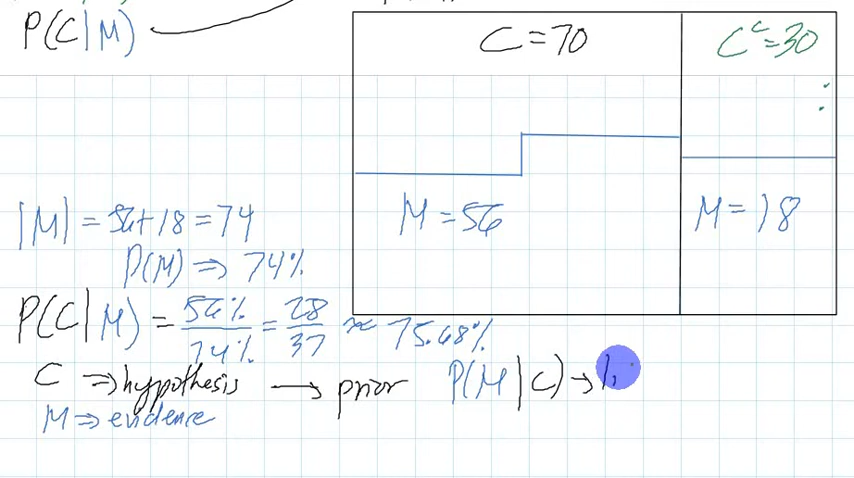 P(C|M)
C = 70
C^c = 30
M = 56
M = 18
|M| = 56 + 18 = 74
P(M) ⇒ 74%
P(C|M) = 56%/74% = 28/37 ≈ 75.68%
C ⇒ hypothesis → prior P(M|C) →
M ⇒ evidence